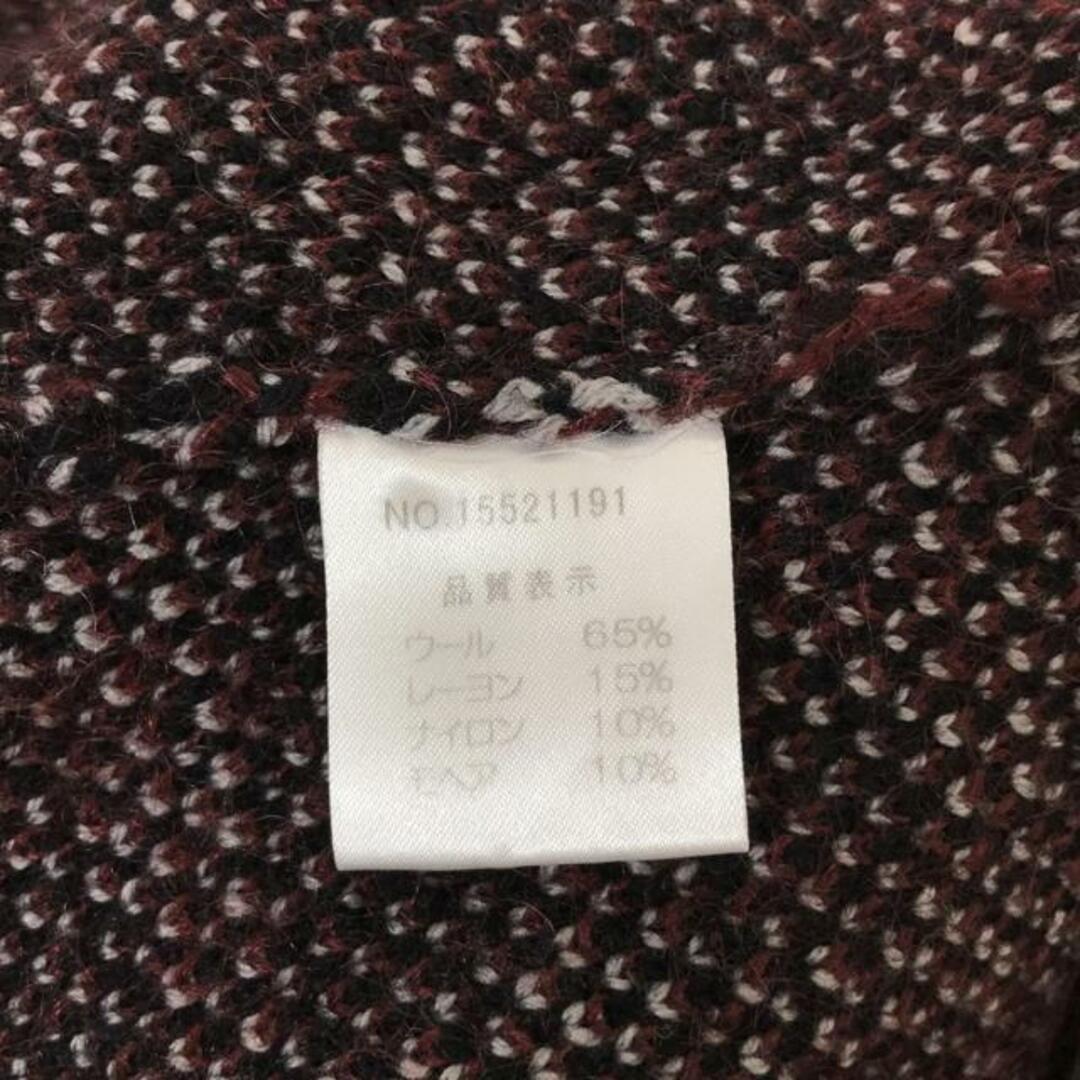 NO.15521191
品質表示
ウール 65%
レーヨン 15%
ナイロン 10%
モヘア 10%